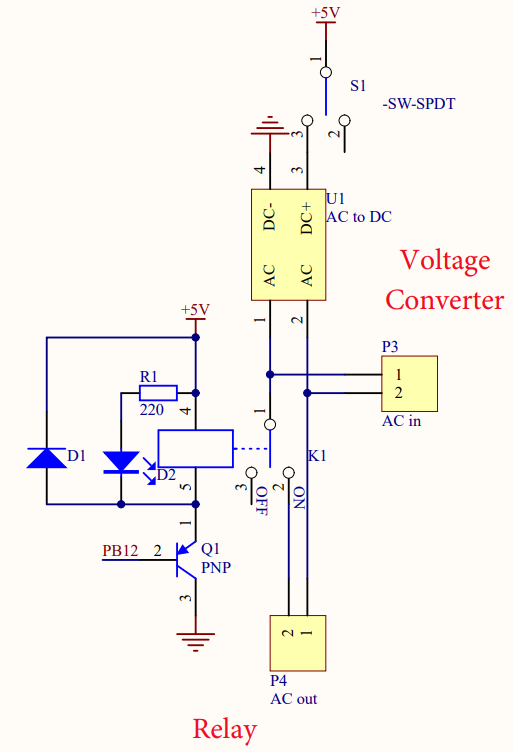 +5V
1
S1
-SW-SPDT
3
2
4
3
DC-
DC+
U1
AC to DC
AC
AC
Voltage
Converter
1
2
+5V
P3
1
2
AC in
R1
220
4
1
D1
D2
K1
5
3
OFF
2
ON
1
PB12
2
Q1
PNP
3
2
1
P4
AC out
Relay